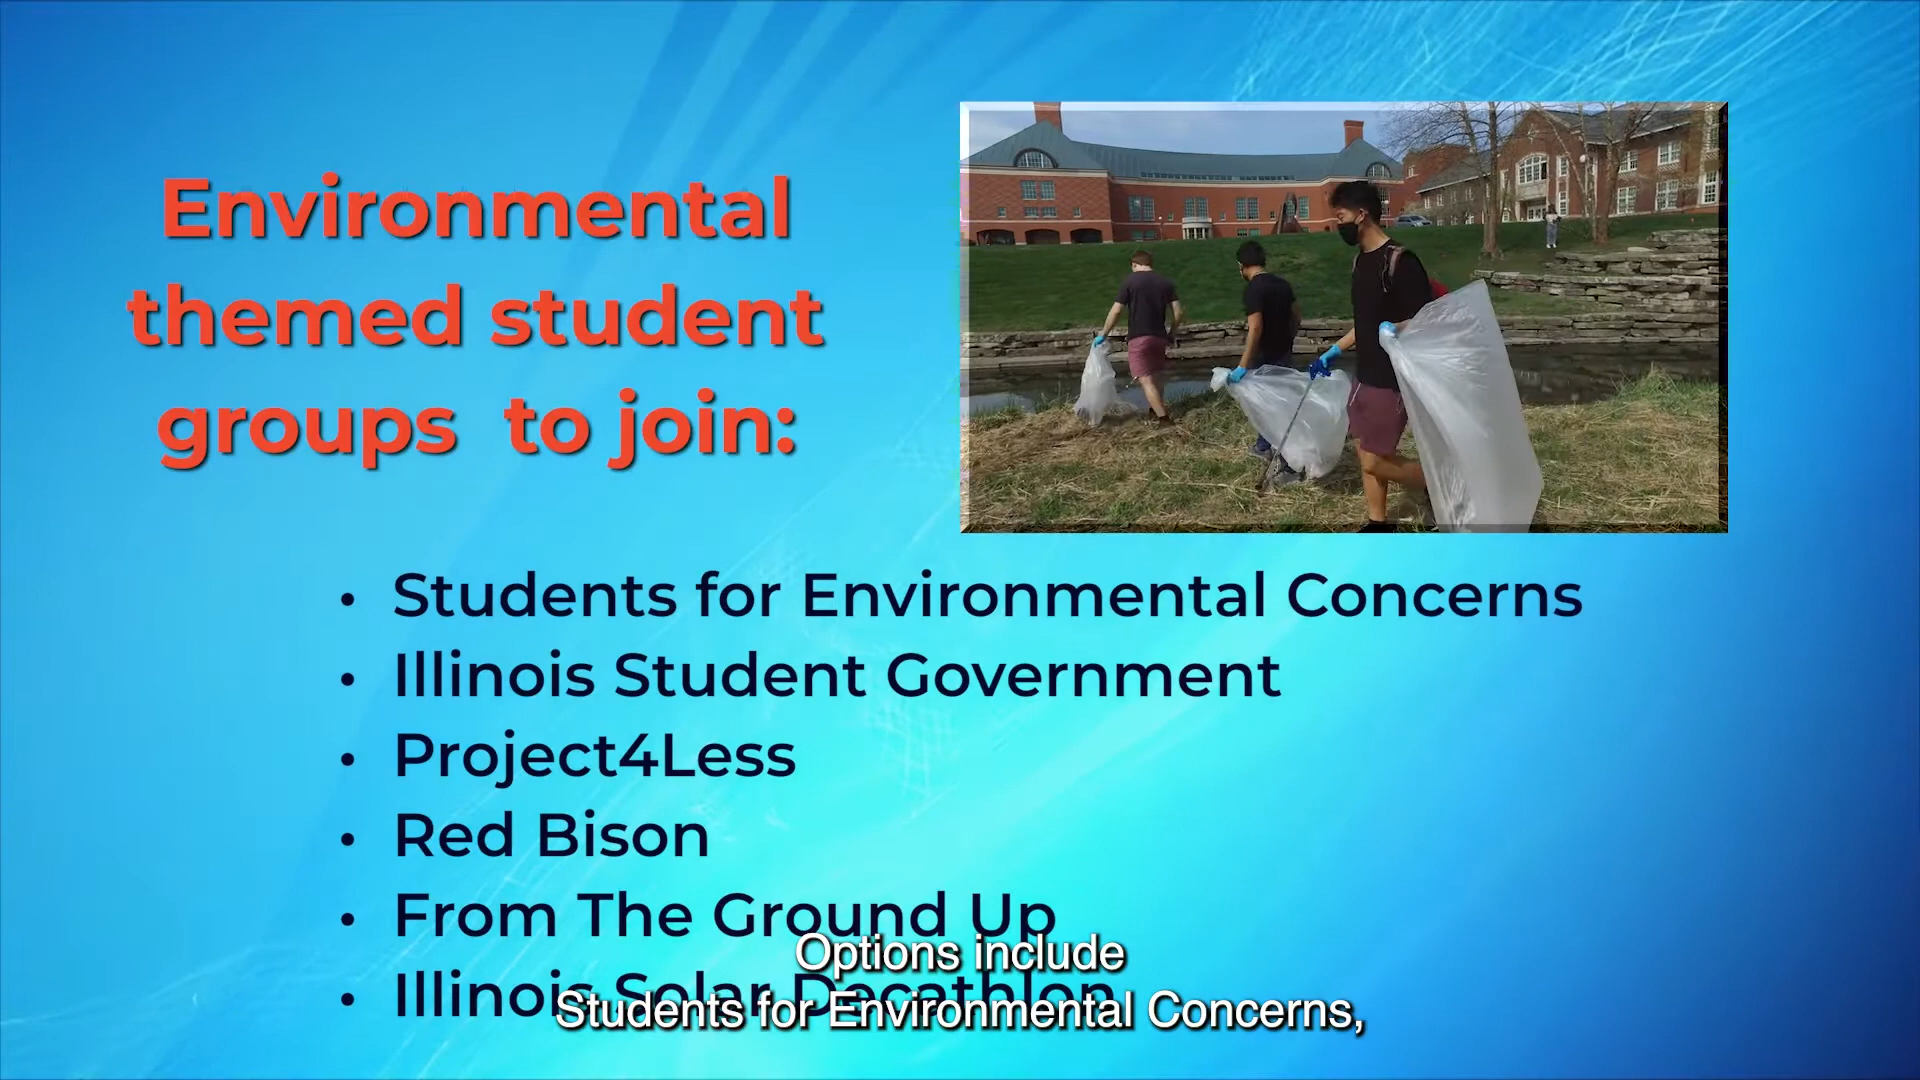 Environmental
themed student
groups to join:
• Students for Environmental Concerns
• Illinois Student Government
• Project4Less
• Red Bison
• From The Ground Up
• Illinois Solar Decathlon
Options include
Students for Environmental Concerns,